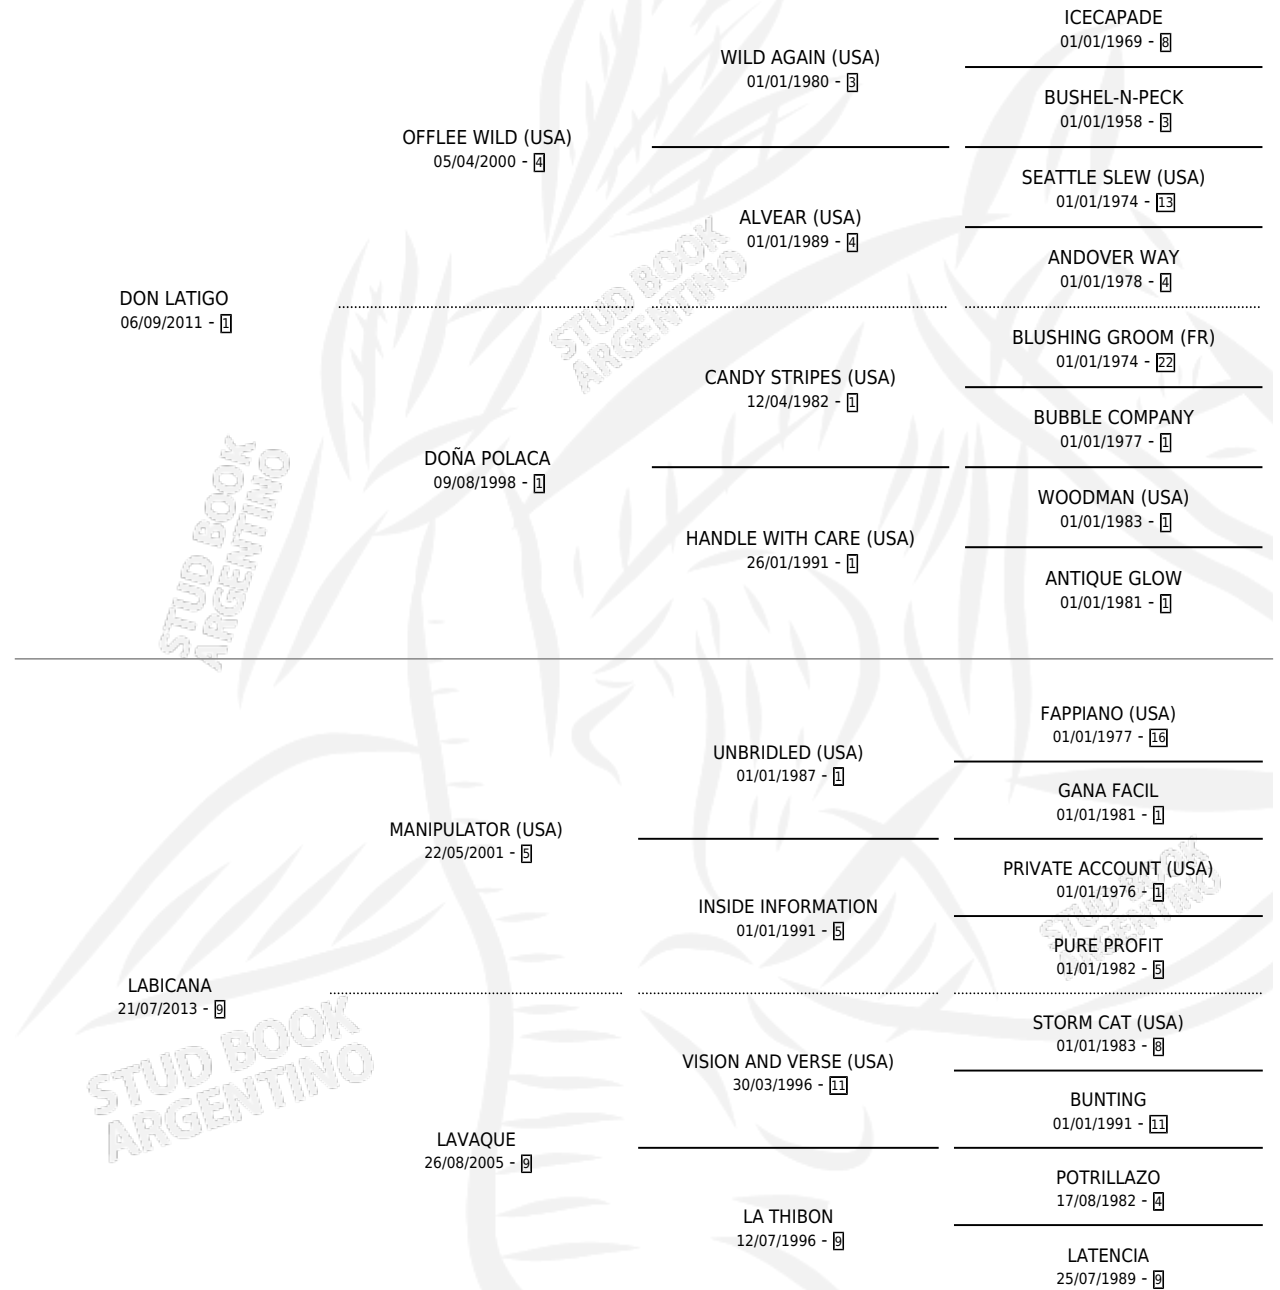 ICECAPADE
01/01/1969 - 8
WILD AGAIN (USA)
01/01/1980 - 3
BUSHEL-N-PECK
01/01/1958 - 3
OFFLEE WILD (USA)
05/04/2000 - 4
SEATTLE SLEW (USA)
01/01/1974 - 13
ALVEAR (USA)
01/01/1989 - 4
ANDOVER WAY
01/01/1978 - 4
DON LATIGO
06/09/2011 - 1
BLUSHING GROOM (FR)
01/01/1974 - 22
CANDY STRIPES (USA)
12/04/1982 - 1
BUBBLE COMPANY
01/01/1977 - 1
DOÑA POLACA
09/08/1998 - 1
WOODMAN (USA)
01/01/1983 - 1
HANDLE WITH CARE (USA)
26/01/1991 - 1
ANTIQUE GLOW
01/01/1981 - 1
FAPPIANO (USA)
01/01/1977 - 16
UNBRIDLED (USA)
01/01/1987 - 1
GANA FACIL
01/01/1981 - 1
MANIPULATOR (USA)
22/05/2001 - 5
PRIVATE ACCOUNT (USA)
01/01/1976 - 1
INSIDE INFORMATION
01/01/1991 - 5
PURE PROFIT
01/01/1982 - 5
LABICANA
21/07/2013 - 9
STORM CAT (USA)
01/01/1983 - 8
VISION AND VERSE (USA)
30/03/1996 - 11
BUNTING
01/01/1991 - 11
LAVAQUE
26/08/2005 - 9
POTRILLAZO
17/08/1982 - 4
LA THIBON
12/07/1996 - 9
LATENCIA
25/07/1989 - 9
STUD BOOK
ARGENTINO
STUD BOOK
ARGENTINO
STUD BOOK
ARGENTINO
STUD BOOK
ARGENTINO